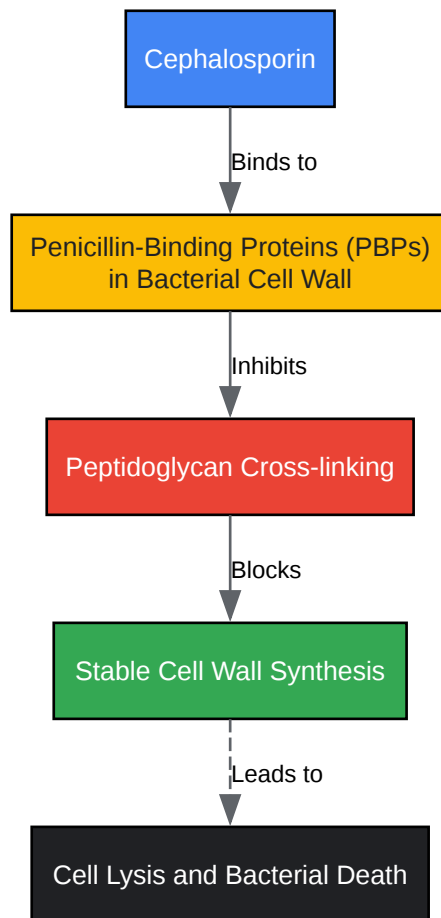 Cephalosporin
Binds to
Penicillin-Binding Proteins (PBPs)
in Bacterial Cell Wall
Inhibits
Peptidoglycan Cross-linking
Blocks
Stable Cell Wall Synthesis
Leads to
Cell Lysis and Bacterial Death